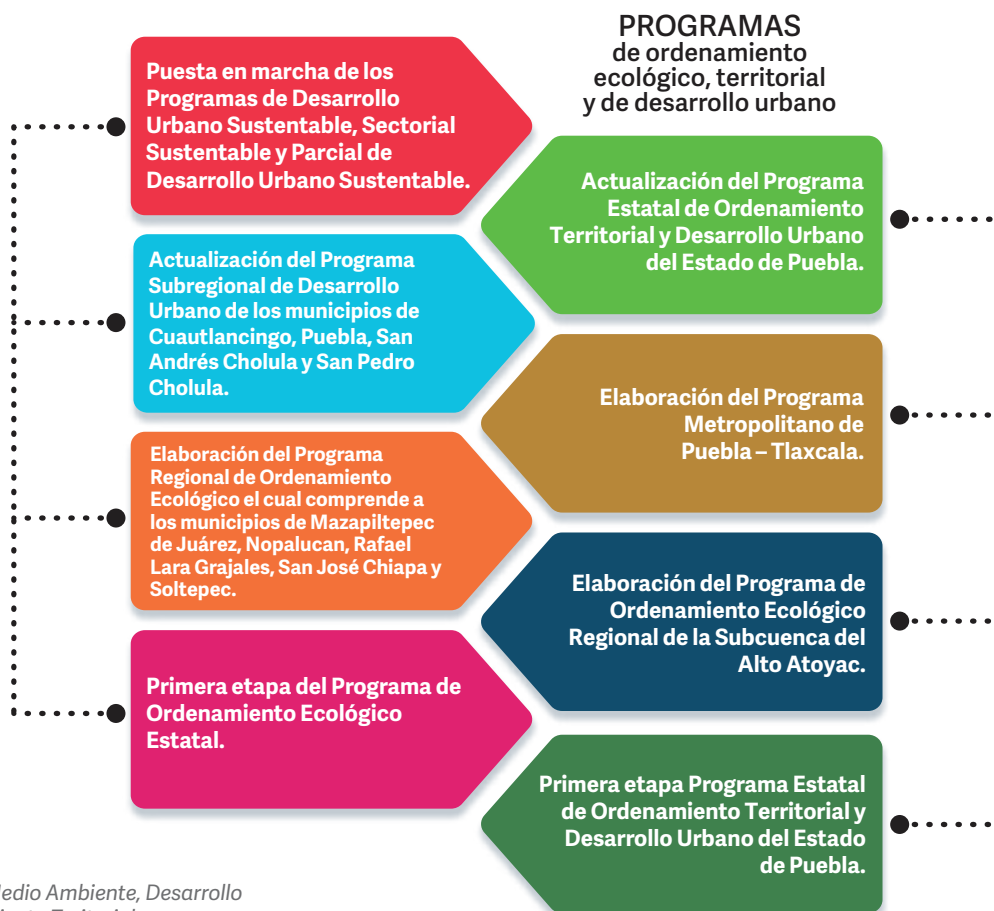 PROGRAMAS
de ordenamiento
ecológico, territorial
y de desarrollo urbano
Puesta en marcha de los
Programas de Desarrollo
Urbano Sustentable, Sectorial
Sustentable y Parcial de
Desarrollo Urbano Sustentable.
Actualización del Programa
Estatal de Ordenamiento
Territorial y Desarrollo Urbano
del Estado de Puebla.
Actualización del Programa
Subregional de Desarrollo
Urbano de los municipios de
Cuautlancingo, Puebla, San
Andrés Cholula y San Pedro
Cholula.
Elaboración del Programa
Metropolitano de
Puebla – Tlaxcala.
Elaboración del Programa
Regional de Ordenamiento
Ecológico el cual comprende a
los municipios de Mazapiltepec
de Juárez, Nopalucan, Rafael
Lara Grajales, San José Chiapa y
Soltepec.
Elaboración del Programa de
Ordenamiento Ecológico
Regional de la Subcuenca del
Alto Atoyac.
Primera etapa del Programa de
Ordenamiento Ecológico
Estatal.
Primera etapa Programa Estatal
de Ordenamiento Territorial y
Desarrollo Urbano del Estado
de Puebla.
Medio Ambiente, Desarrollo